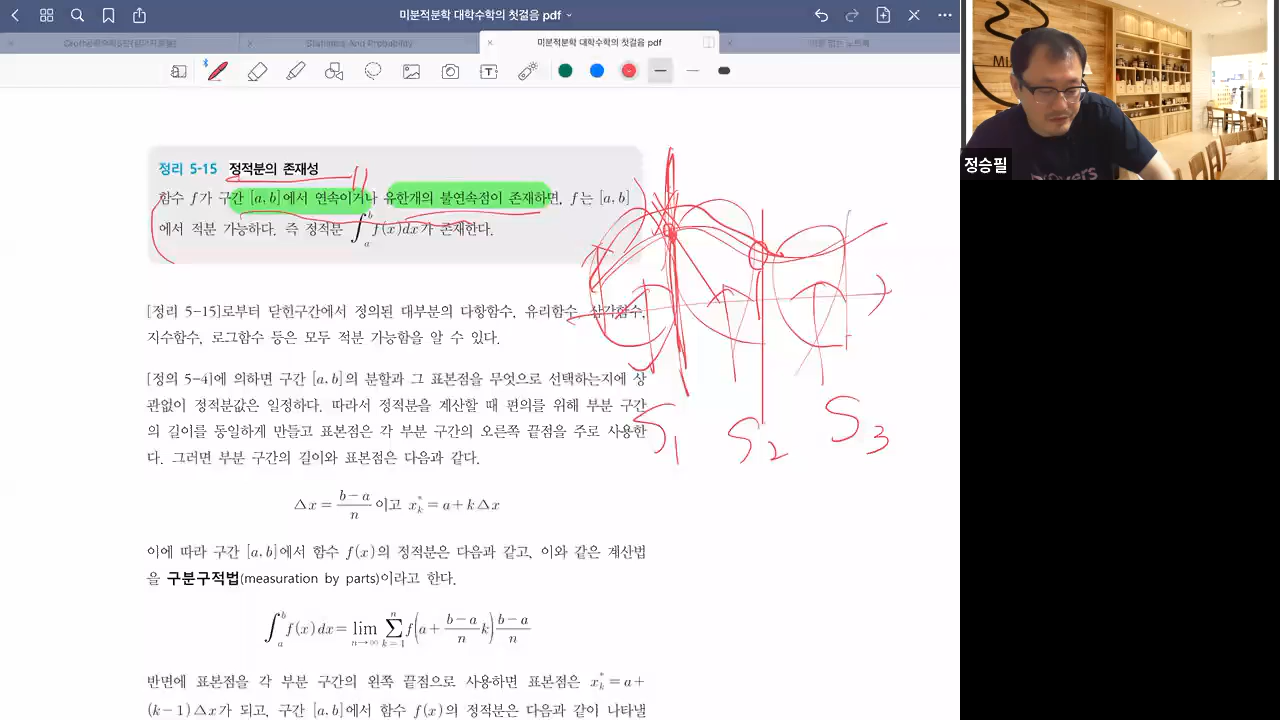 미분적분학 대학수학의 첫걸음 pdf
Statistics And Probability
미분적분학 대학수학의 첫걸음.pdf
정리 5-15 정적분의 존재성
함수 f가 구간 [a, b]에서 연속이거나 유한개의 불연속점이 존재하면, f는 [a, b]
에서 적분 가능하다. 즉 정적분 ∫_a^b f(x)dx가 존재한다.
[정리 5-15]로부터 닫힌구간에서 정의된 대부분의 다항함수, 유리함수, 삼각함수,
지수함수, 로그함수 등은 모두 적분 가능함을 알 수 있다.
[정의 5-4]에 의하면 구간 [a, b]의 분할과 그 표본점을 무엇으로 선택하는지에 상
관없이 정적분값은 일정하다. 따라서 정적분을 계산할 때 편의를 위해 부분 구간
의 길이를 동일하게 만들고 표본점은 각 부분 구간의 오른쪽 끝점을 주로 사용한
다. 그러면 부분 구간의 길이와 표본점은 다음과 같다.
Δx = (b-a)/n 이고 x_k^* = a + kΔx
이에 따라 구간 [a, b]에서 함수 f(x)의 정적분은 다음과 같고, 이와 같은 계산법
을 구분구적법(measuration by parts)이라고 한다.
∫_a^b f(x)dx = lim_{n→∞} ∑_{k=1}^n f(a + (b-a)/n k) (b-a)/n
반면에 표본점을 각 부분 구간의 왼쪽 끝점으로 사용하면 표본점은 x_k^* = a+
(k-1)Δx가 되고, 구간 [a, b]에서 함수 f(x)의 정적분은 다음과 같이 나타낼
S1 S2 S3
정승필